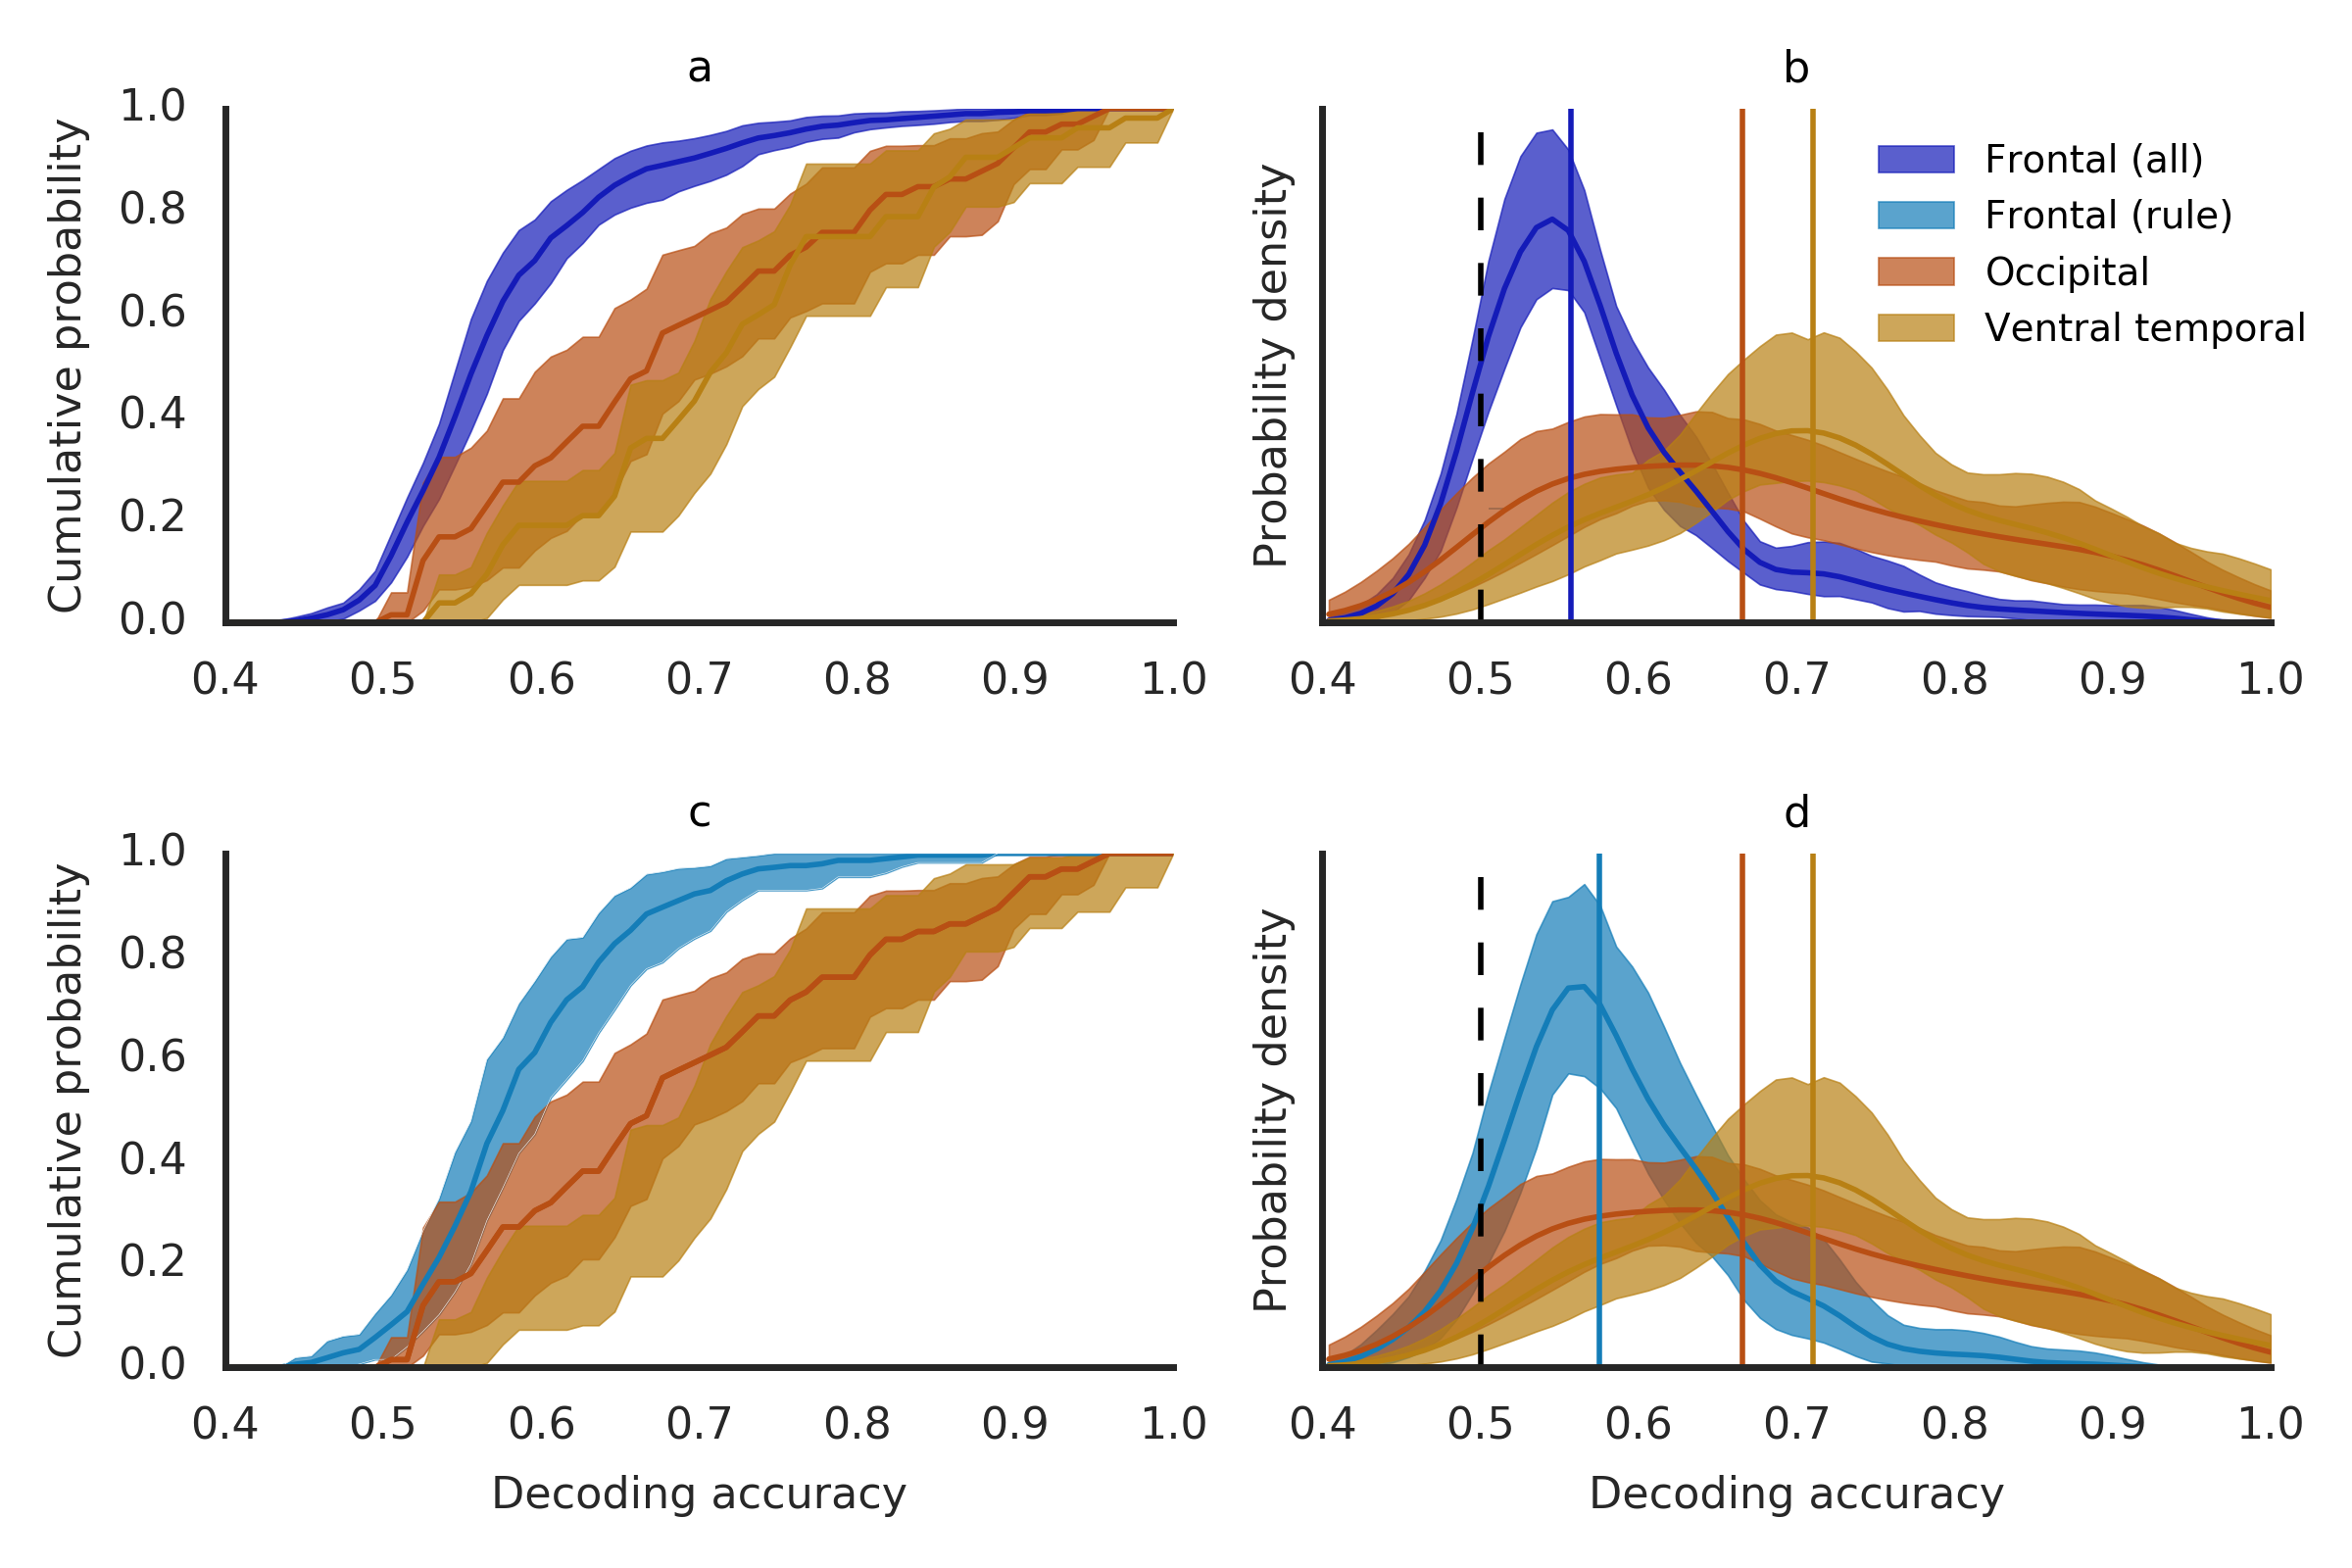 a
Cumulative probability
1.0
0.8
0.6
0.4
0.2
0.0
0.4 0.5 0.6 0.7 0.8 0.9 1.0
b
Probability density
Frontal (all)
Frontal (rule)
Occipital
Ventral temporal
0.4 0.5 0.6 0.7 0.8 0.9 1.0
c
Cumulative probability
1.0
0.8
0.6
0.4
0.2
0.0
0.4 0.5 0.6 0.7 0.8 0.9 1.0
Decoding accuracy
d
Probability density
0.4 0.5 0.6 0.7 0.8 0.9 1.0
Decoding accuracy